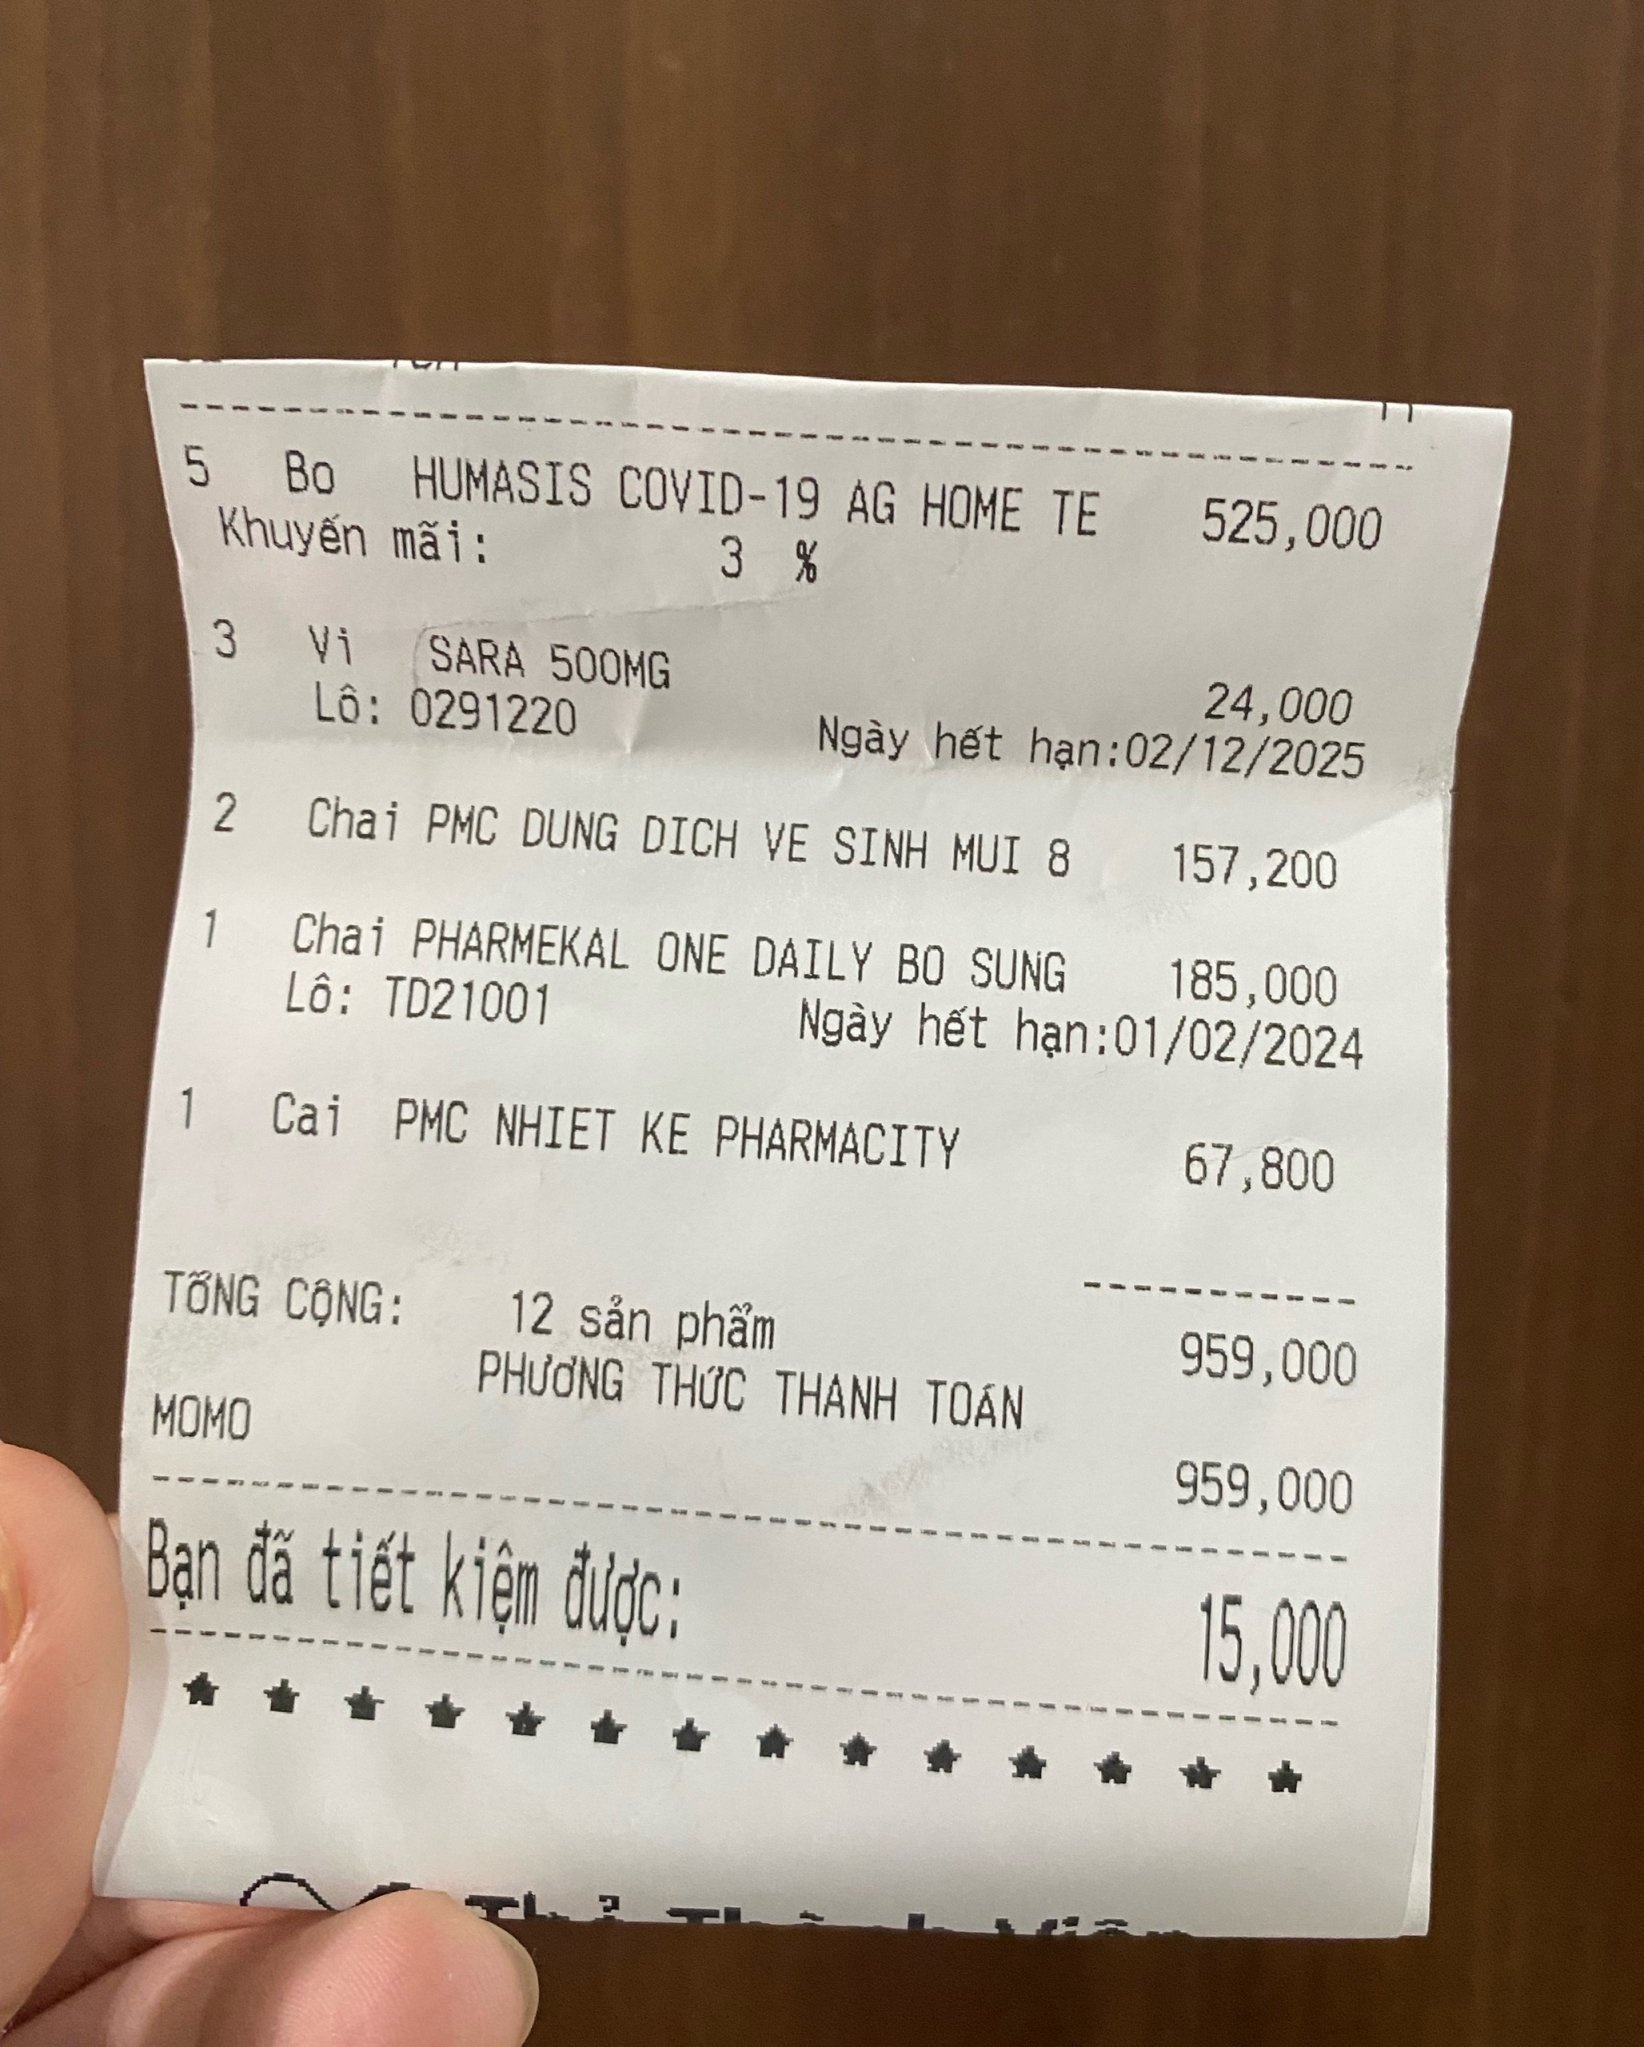 5 Bo HUMASIS COVID-19 AG HOME TE 525,000
Khuyến mãi: 3 %
3 Vi SARA 500MG 24,000
Lô: 0291220 Ngày hết hạn:02/12/2025
2 Chai PMC DUNG DICH VE SINH MUI 8 157,200
1 Chai PHARMEKAL ONE DAILY BO SUNG 185,000
Lô: TD21001 Ngày hết hạn:01/02/2024
1 Cai PMC NHIET KE PHARMACITY 67,800
-----------
TỔNG CỘNG: 12 sản phẩm 959,000
PHƯƠNG THỨC THANH TOÁN
MOMO 959,000
Bạn đã tiết kiệm được: 15,000
Thẻ Thành Viên